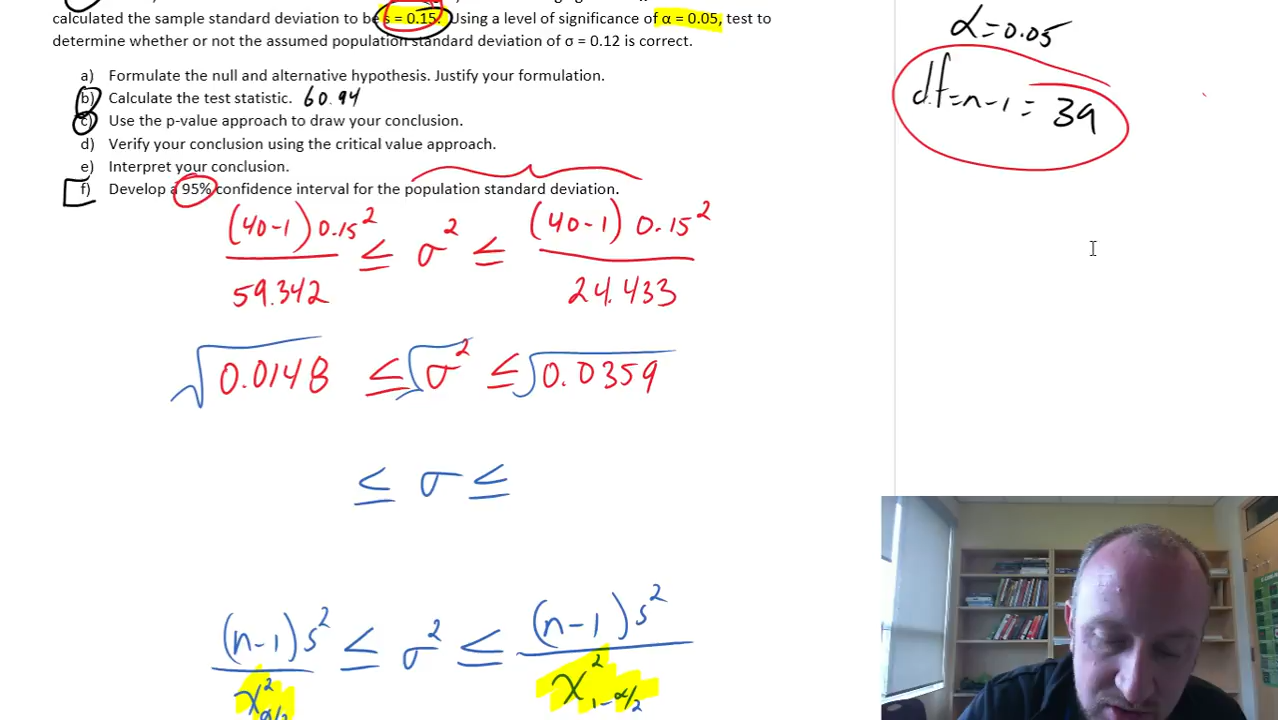 calculated the sample standard deviation to be s = 0.15. Using a level of significance of α = 0.05, test to
determine whether or not the assumed population standard deviation of σ = 0.12 is correct.
a) Formulate the null and alternative hypothesis. Justify your formulation.
b) Calculate the test statistic. 60.94
c) Use the p-value approach to draw your conclusion.
d) Verify your conclusion using the critical value approach.
e) Interpret your conclusion.
f) Develop a 95% confidence interval for the population standard deviation.
α=0.05
df=n-1=39
(40-1)0.15²/59.342 ≤ σ² ≤ (40-1)0.15²/24.433
√0.0148 ≤ √σ² ≤ √0.0359
≤ σ ≤
(n-1)s²/χ²α/2 ≤ σ² ≤ (n-1)s²/χ²1-α/2